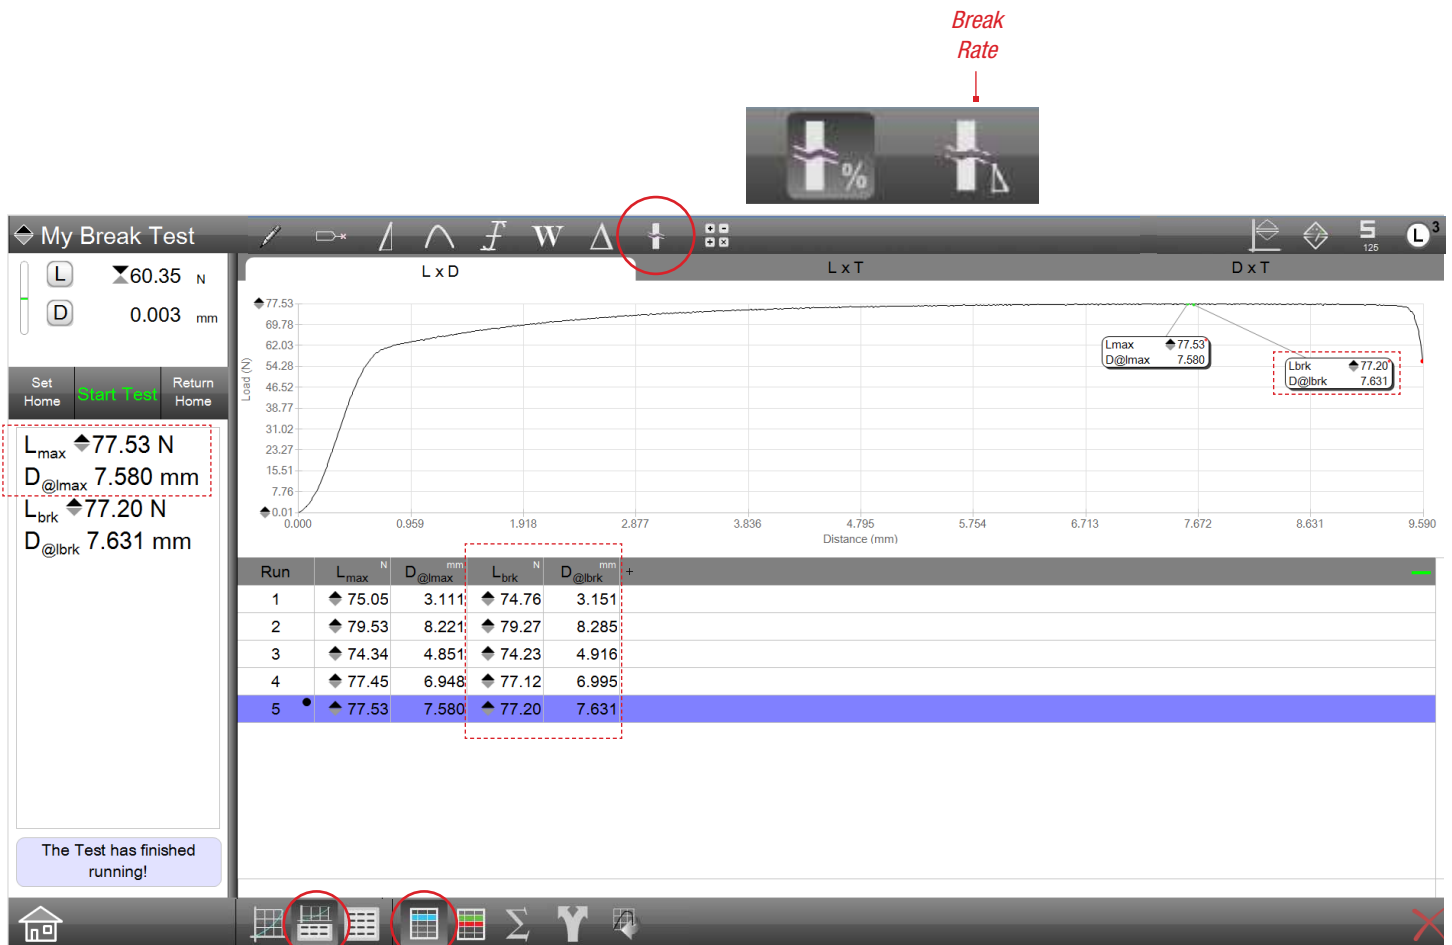 Break
Rate
%
My Break Test
W
S
125
L
3
L
60.35 N
D
0.003 mm
Set
Home
Start Test
Return
Home
Lmax 77.53 N
D@lmax 7.580 mm
Lbrk 77.20 N
D@lbrk 7.631 mm
The Test has finished
running!
L x D
L x T
D x T
Load (N)
77.53
69.78
62.03
54.28
46.52
38.77
31.02
23.27
15.51
7.76
0.01
0.000 0.959 1.918 2.877 3.836 4.795 5.754 6.713 7.672 8.631 9.590
Distance (mm)
Lmax 77.53
D@lmax 7.580
Lbrk 77.20
D@lbrk 7.631
Run Lmax N D@lmax mm Lbrk N D@lbrk mm +
1 75.05 3.111 74.76 3.151
2 79.53 8.221 79.27 8.285
3 74.34 4.851 74.23 4.916
4 77.45 6.948 77.12 6.995
5 77.53 7.580 77.20 7.631
Σ